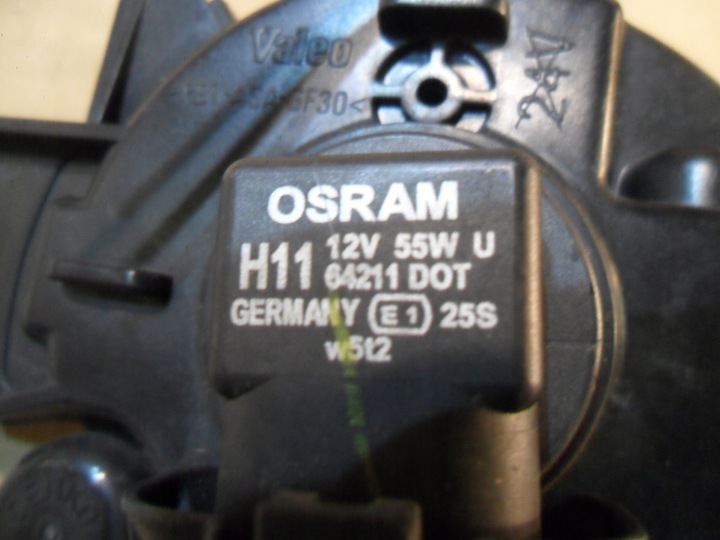 Valeo
OSRAM
H11 12V 55W U
64211 DOT
GERMANY E1 25S
w5t2